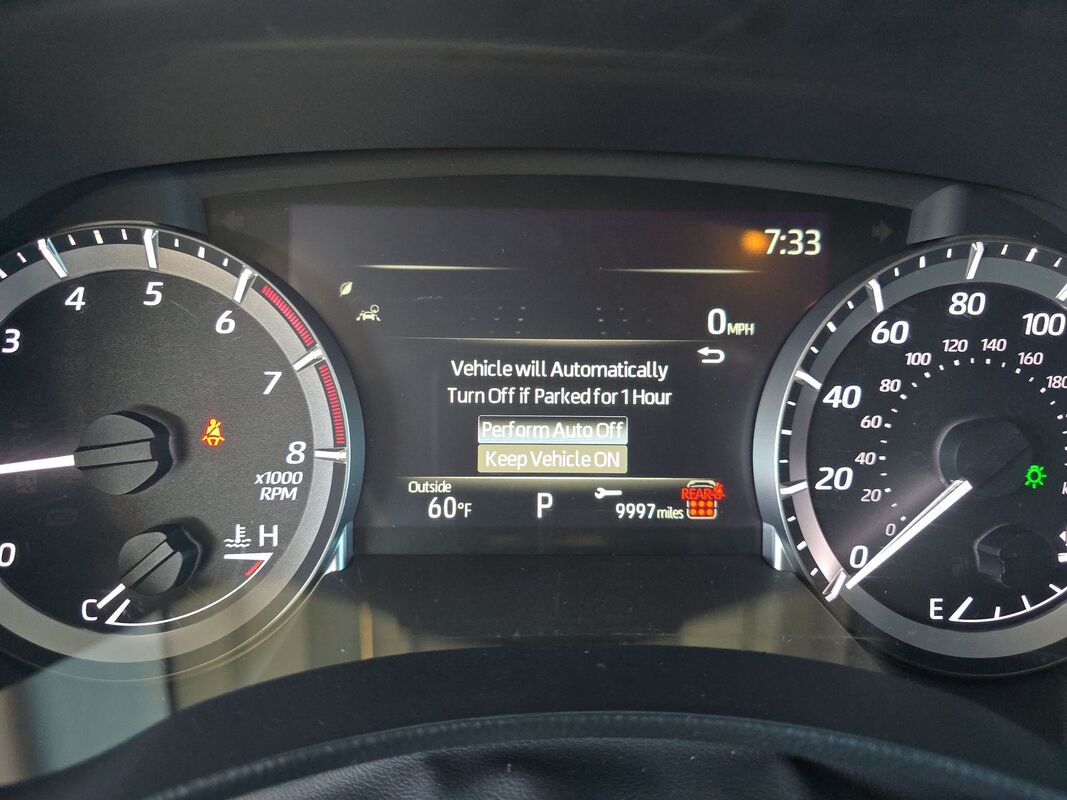 7:33
0 MPH
Vehicle will Automatically
Turn Off if Parked for 1 Hour
Perform Auto Off
Keep Vehicle ON
Outside
60°F
P
9997 miles
REAR
3
4
5
6
7
8
x1000
RPM
0
H
C
0
20
40
60
80
100
0
20
40
60
80
100
120
140
160
180
E